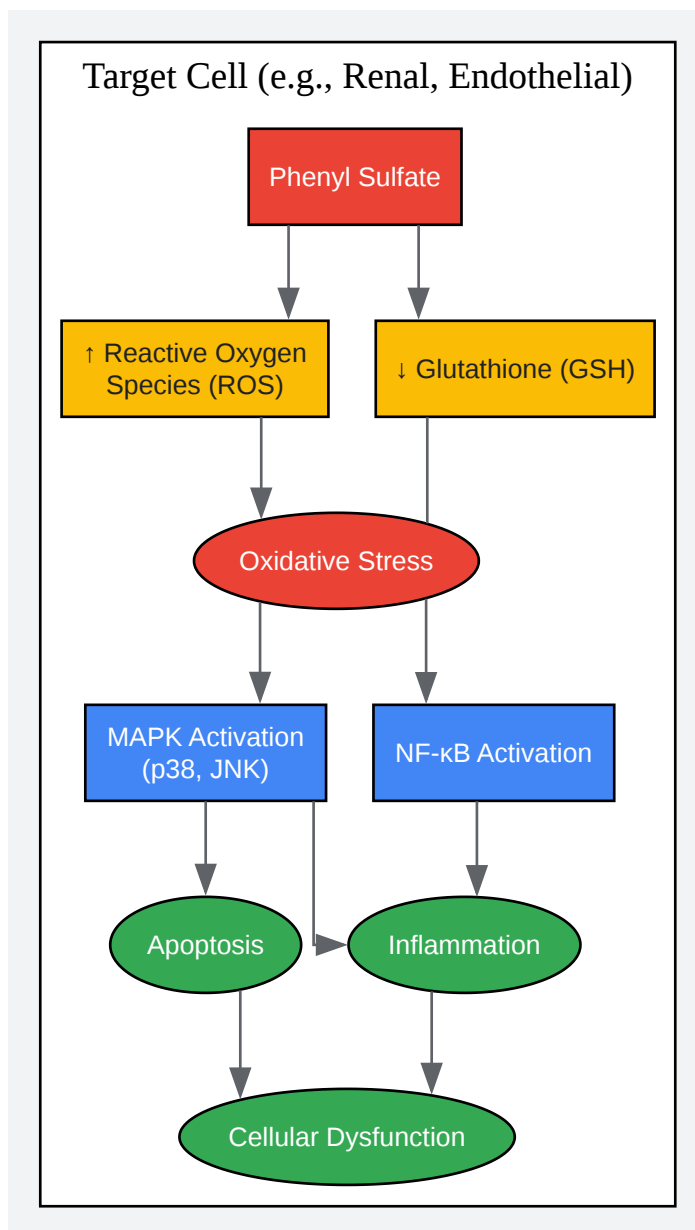 Target Cell (e.g., Renal, Endothelial)
Phenyl Sulfate
↑ Reactive Oxygen
Species (ROS)
↓ Glutathione (GSH)
Oxidative Stress
MAPK Activation
(p38, JNK)
NF-κB Activation
Apoptosis
Inflammation
Cellular Dysfunction